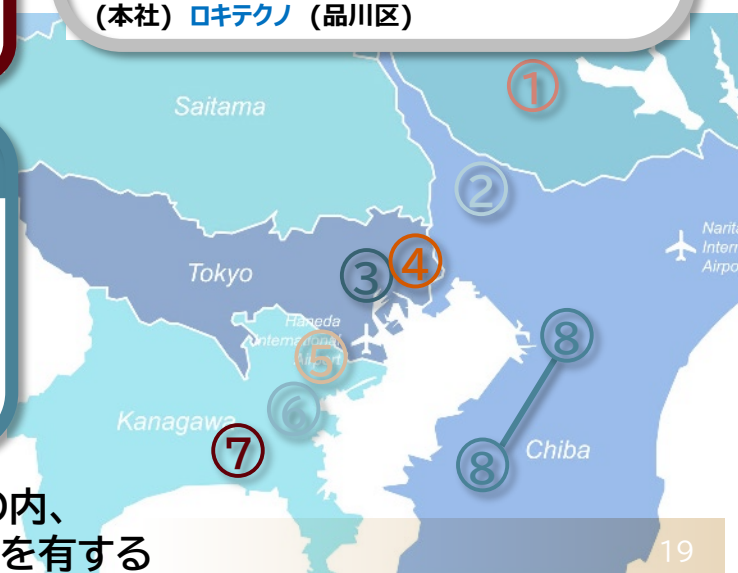 (本社) ロキテクノ (品川区)
Saitama
①
②
Narita
Intern
Airpo
Tokyo
③
④
Haneda
International
Airport
⑤
⑧
⑥
Kanagawa
⑦
⑧
Chiba
の内、
を有する
19